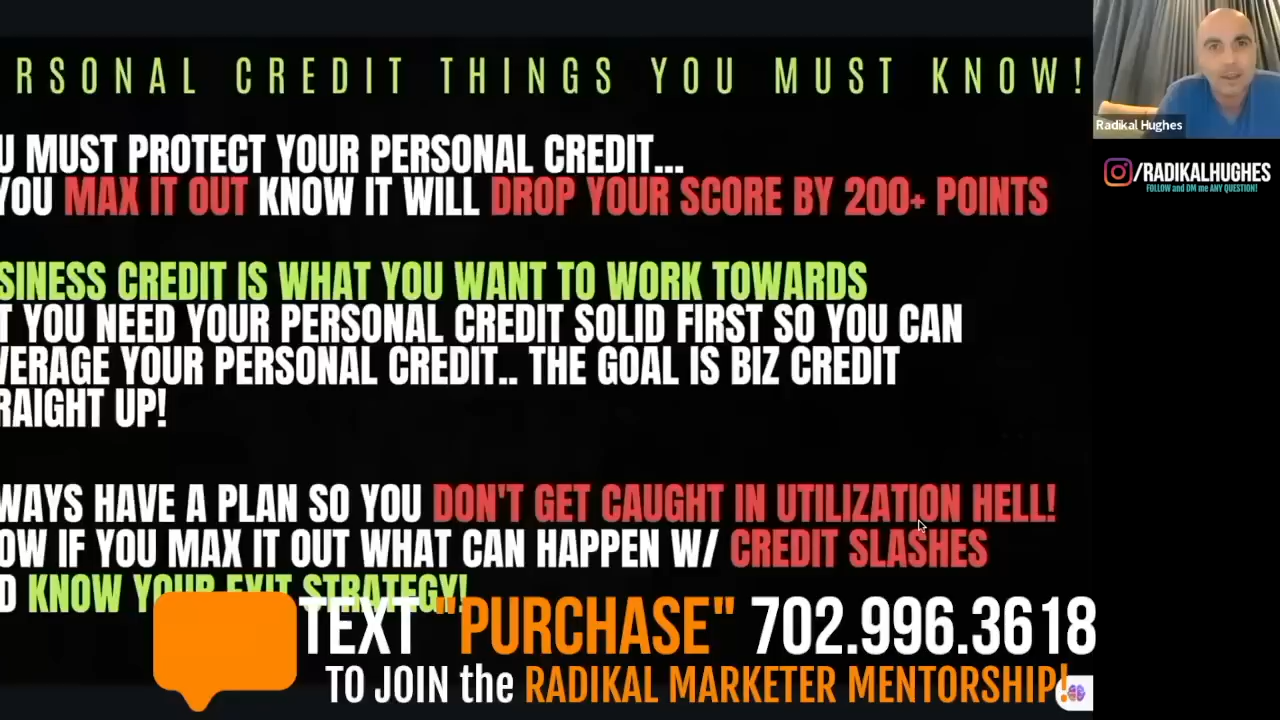 RSONAL CREDIT THINGS YOU MUST KNOW!
U MUST PROTECT YOUR PERSONAL CREDIT...
YOU MAX IT OUT KNOW IT WILL DROP YOUR SCORE BY 200+ POINTS
SINESS CREDIT IS WHAT YOU WANT TO WORK TOWARDS
T YOU NEED YOUR PERSONAL CREDIT SOLID FIRST SO YOU CAN
VERAGE YOUR PERSONAL CREDIT.. THE GOAL IS BIZ CREDIT
RAIGHT UP!
WAYS HAVE A PLAN SO YOU DON'T GET CAUGHT IN UTILIZATION HELL!
OW IF YOU MAX IT OUT WHAT CAN HAPPEN W/ CREDIT SLASHES
D KNOW YOUR EXIT STRATEGY!
TEXT "PURCHASE" 702.996.3618
TO JOIN the RADIKAL MARKETER MENTORSHIP!
Radikal Hughes
/RADIKALHUGHES
FOLLOW and DM me ANY QUESTION!